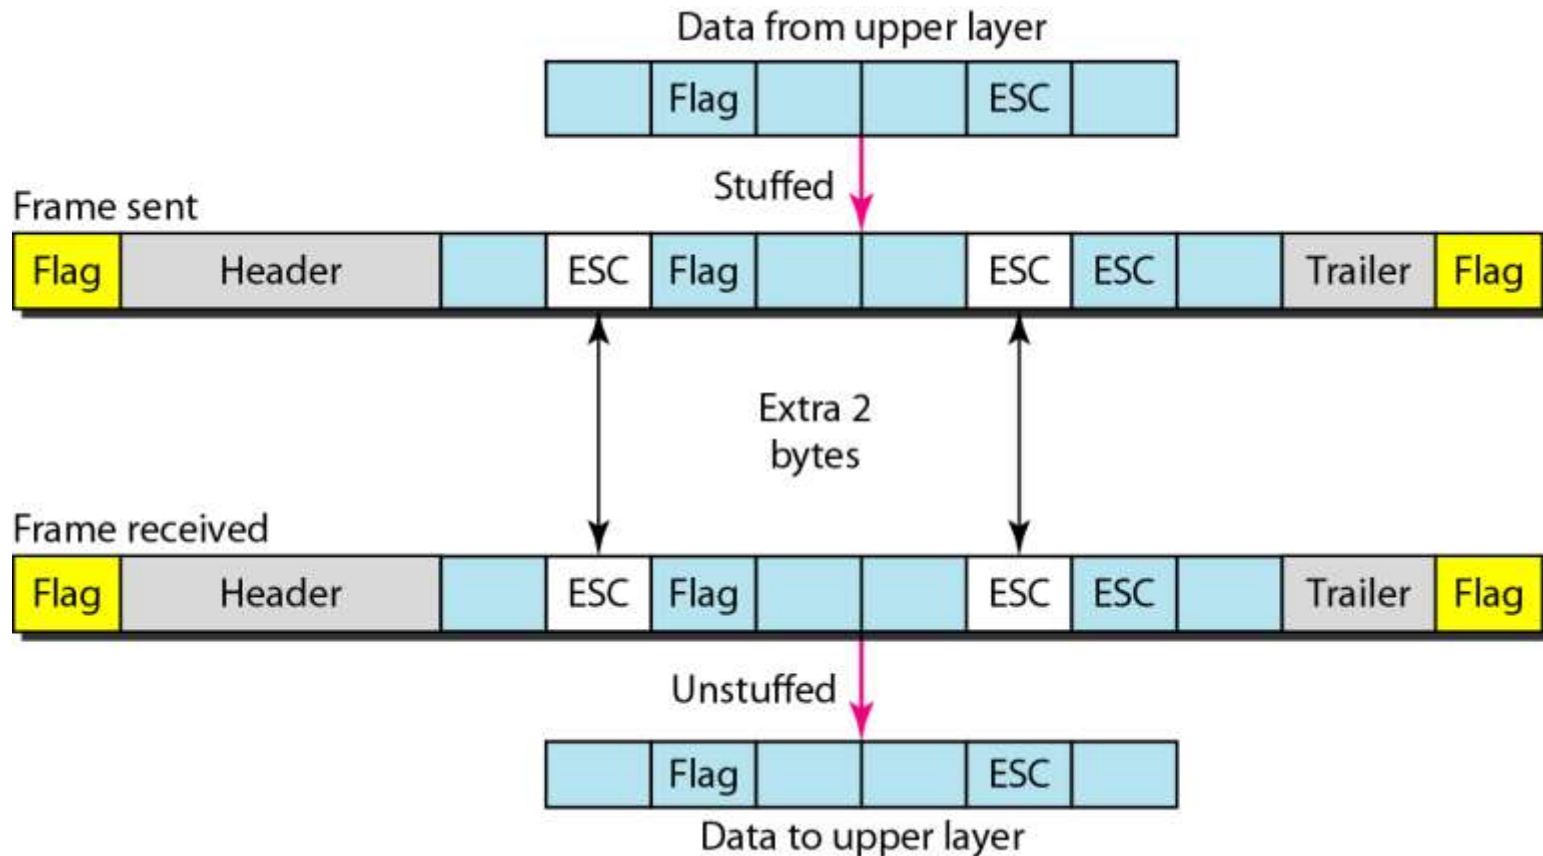 Data from upper layer
Flag ESC
Stuffed
Frame sent
Flag Header ESC Flag ESC ESC Trailer Flag
Extra 2
bytes
Frame received
Flag Header ESC Flag ESC ESC Trailer Flag
Unstuffed
Flag ESC
Data to upper layer